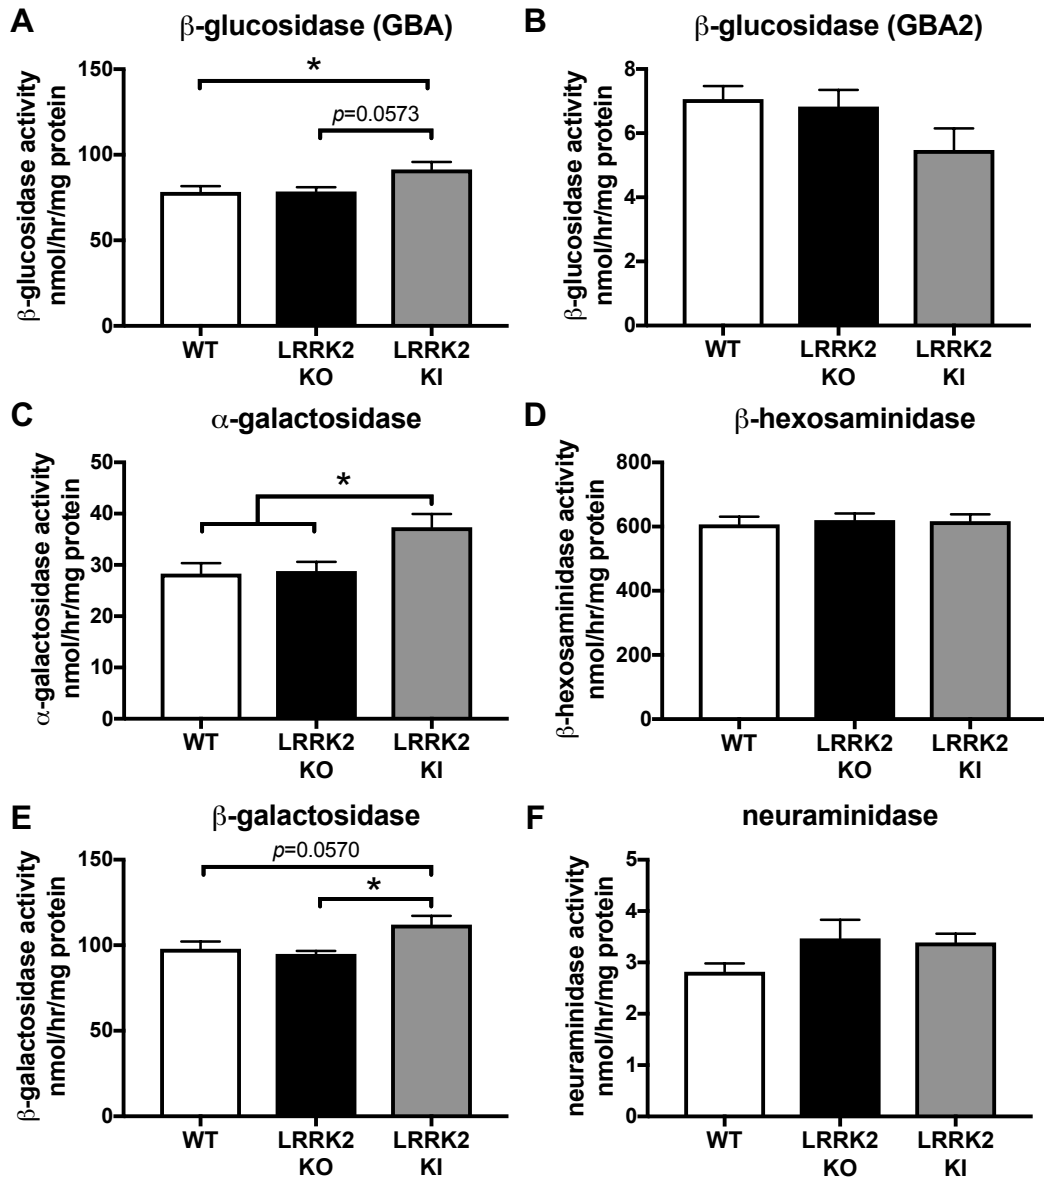 A
β-glucosidase (GBA)
β-glucosidase activity
nmol/hr/mg protein
150
100
50
0
*
p=0.0573
WT
LRRK2
KO
LRRK2
KI
B
β-glucosidase (GBA2)
β-glucosidase activity
nmol/hr/mg protein
8
6
4
2
0
WT
LRRK2
KO
LRRK2
KI
C
α-galactosidase
α-galactosidase activity
nmol/hr/mg protein
50
40
30
20
10
0
*
WT
LRRK2
KO
LRRK2
KI
D
β-hexosaminidase
β-hexosaminidase activity
nmol/hr/mg protein
800
600
400
200
0
WT
LRRK2
KO
LRRK2
KI
E
β-galactosidase
β-galactosidase activity
nmol/hr/mg protein
150
100
50
0
p=0.0570
*
WT
LRRK2
KO
LRRK2
KI
F
neuraminidase
neuraminidase activity
nmol/hr/mg protein
5
4
3
2
1
0
WT
LRRK2
KO
LRRK2
KI